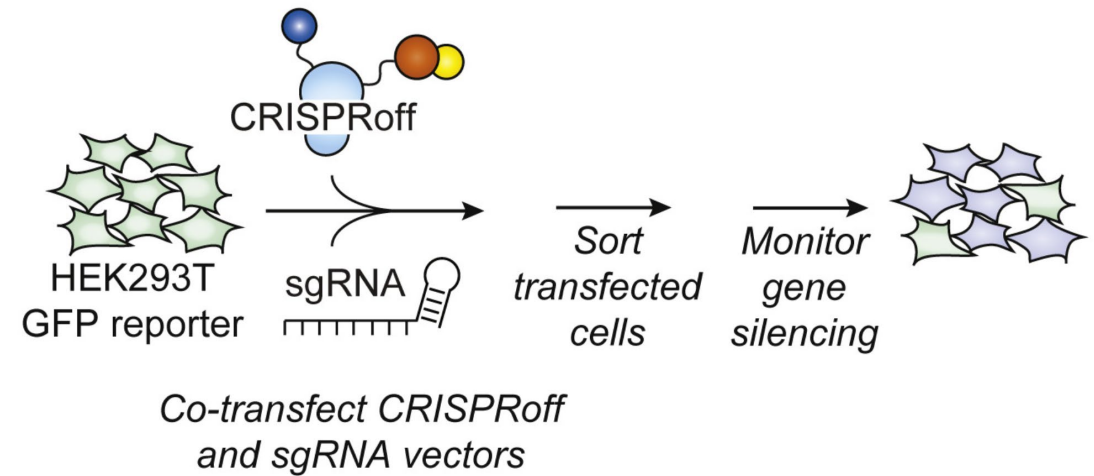 CRISPRoff
HEK293T
GFP reporter
sgRNA
Sort
transfected
cells
Monitor
gene
silencing
Co-transfect CRISPRoff
and sgRNA vectors